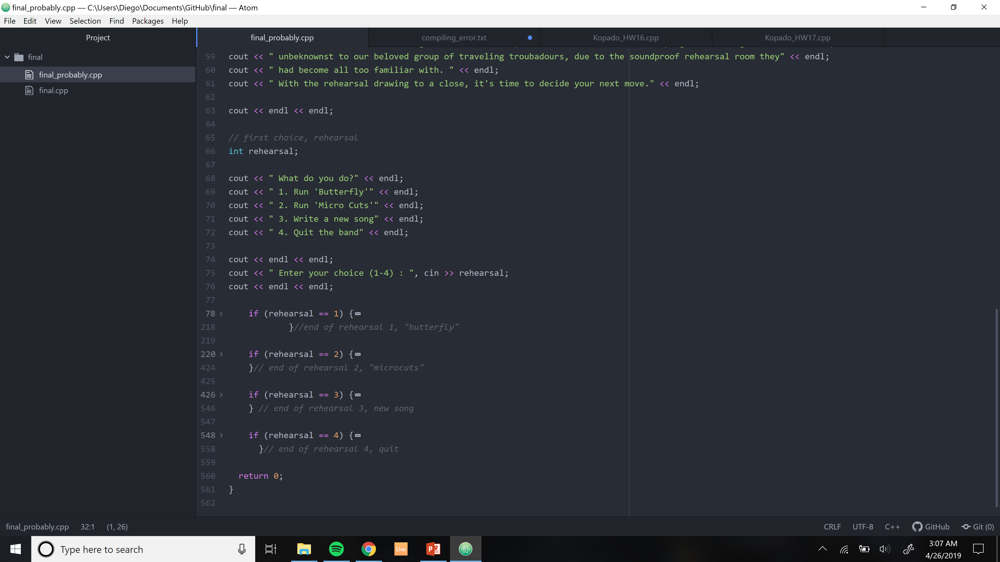 final_probably.cpp — C:\Users\Diego\Documents\GitHub\final — Atom
File Edit View Selection Find Packages Help
Project
final_probably.cpp compiling_error.txt Kopado_HW16.cpp Kopado_HW17.cpp
final
final_probably.cpp
final.cpp
59 cout << " unbeknownst to our beloved group of traveling troubadours, due to the soundproof rehearsal room they" << endl;
60 cout << " had become all too familiar with. " << endl;
61 cout << " With the rehearsal drawing to a close, it's time to decide your next move." << endl;
62
63 cout << endl << endl;
64
65 // first choice, rehearsal
66 int rehearsal;
67
68 cout << " What do you do?" << endl;
69 cout << " 1. Run 'Butterfly'" << endl;
70 cout << " 2. Run 'Micro Cuts'" << endl;
71 cout << " 3. Write a new song" << endl;
72 cout << " 4. Quit the band" << endl;
73
74 cout << endl << endl;
75 cout << " Enter your choice (1-4) : ", cin >> rehearsal;
76 cout << endl << endl;
77
78 if (rehearsal == 1) {
218 }//end of rehearsal 1, "butterfly"
219
220 if (rehearsal == 2) {
424 }// end of rehearsal 2, "microcuts"
425
426 if (rehearsal == 3) {
546 } // end of rehearsal 3, new song
547
548 if (rehearsal == 4) {
558 }// end of rehearsal 4, quit
559
560 return 0;
561 }
562
final_probably.cpp 32:1 (1, 26) CRLF UTF-8 C++ GitHub Git (0)
Type here to search
Live
3:07 AM
4/26/2019